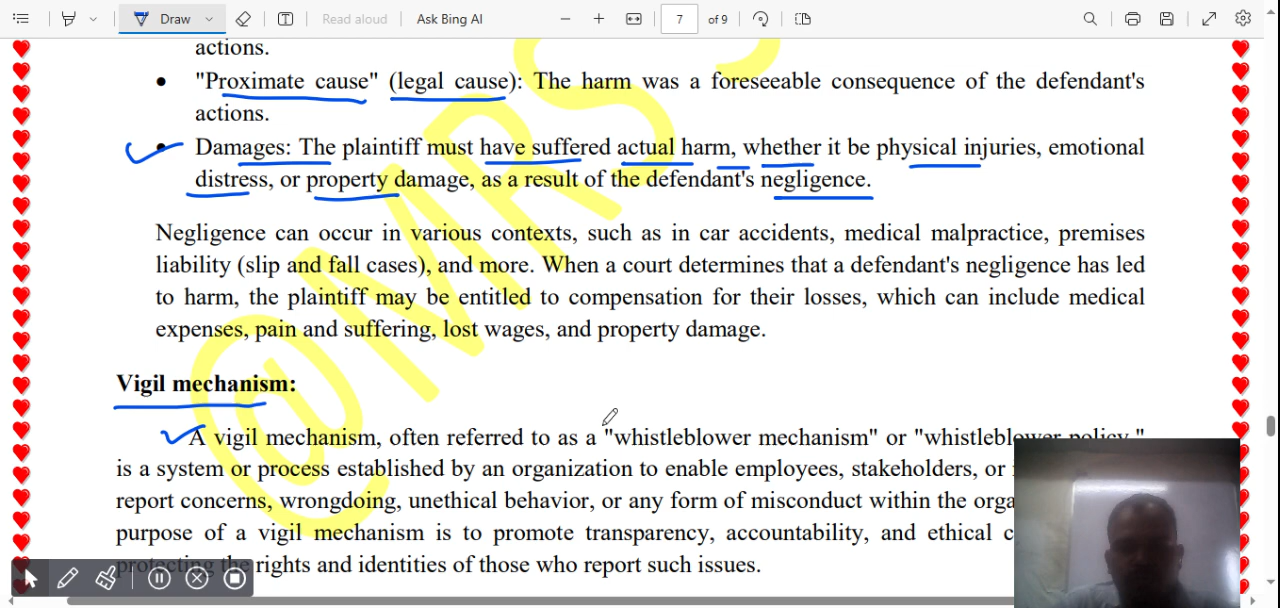 Draw
Read aloud
Ask Bing AI
7
of 9
actions.
• "Proximate cause" (legal cause): The harm was a foreseeable consequence of the defendant's
actions.
• Damages: The plaintiff must have suffered actual harm, whether it be physical injuries, emotional
distress, or property damage, as a result of the defendant's negligence.
Negligence can occur in various contexts, such as in car accidents, medical malpractice, premises
liability (slip and fall cases), and more. When a court determines that a defendant's negligence has led
to harm, the plaintiff may be entitled to compensation for their losses, which can include medical
expenses, pain and suffering, lost wages, and property damage.
Vigil mechanism:
A vigil mechanism, often referred to as a "whistleblower mechanism" or "whistleblower policy,"
is a system or process established by an organization to enable employees, stakeholders, or
report concerns, wrongdoing, unethical behavior, or any form of misconduct within the
purpose of a vigil mechanism is to promote transparency, accountability, and ethical
protecting the rights and identities of those who report such issues.
@MRS